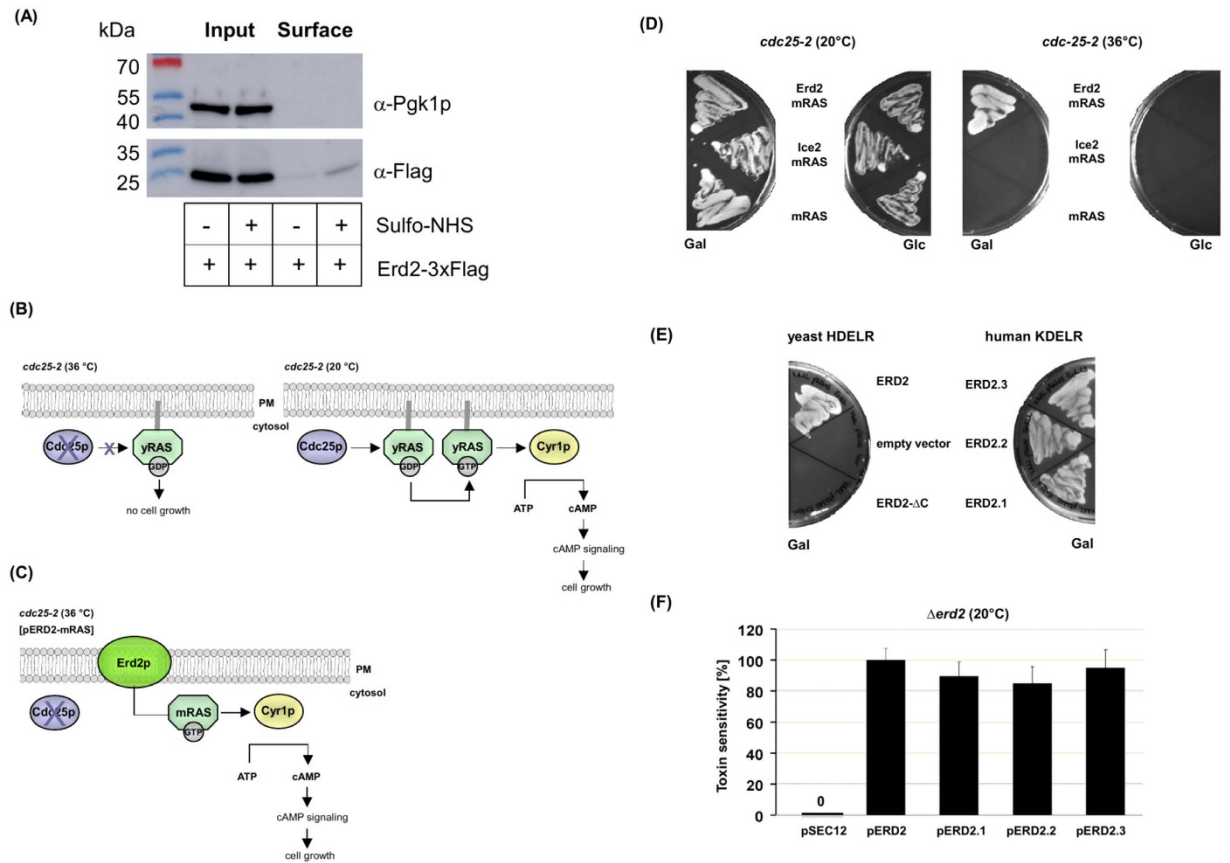 (A)
kDa Input Surface
70
55
40
α-Pgk1p
35
25
α-Flag
- + - + Sulfo-NHS
+ + + + Erd2-3xFlag
(B)
cdc25-2 (36 °C)
PM
cytosol
Cdc25p
x
yRAS
GDP
no cell growth
cdc25-2 (20 °C)
Cdc25p
yRAS
GDP
yRAS
GTP
Cyr1p
ATP
cAMP
cAMP signaling
cell growth
(C)
cdc25-2 (36 °C)
[pERD2-mRAS]
Erd2p
PM
cytosol
Cdc25p
mRAS
GTP
Cyr1p
ATP
cAMP
cAMP signaling
cell growth
(D)
cdc25-2 (20°C)
cdc-25-2 (36°C)
Erd2
mRAS
Ice2
mRAS
mRAS
Gal
Glc
Erd2
mRAS
Ice2
mRAS
mRAS
Gal
Glc
(E)
yeast HDELR
human KDELR
ERD2
empty vector
ERD2-ΔC
Gal
ERD2.3
ERD2.2
ERD2.1
Gal
(F)
Δerd2 (20°C)
Toxin sensitivity [%]
120
100
80
60
40
20
0
0
pSEC12 pERD2 pERD2.1 pERD2.2 pERD2.3